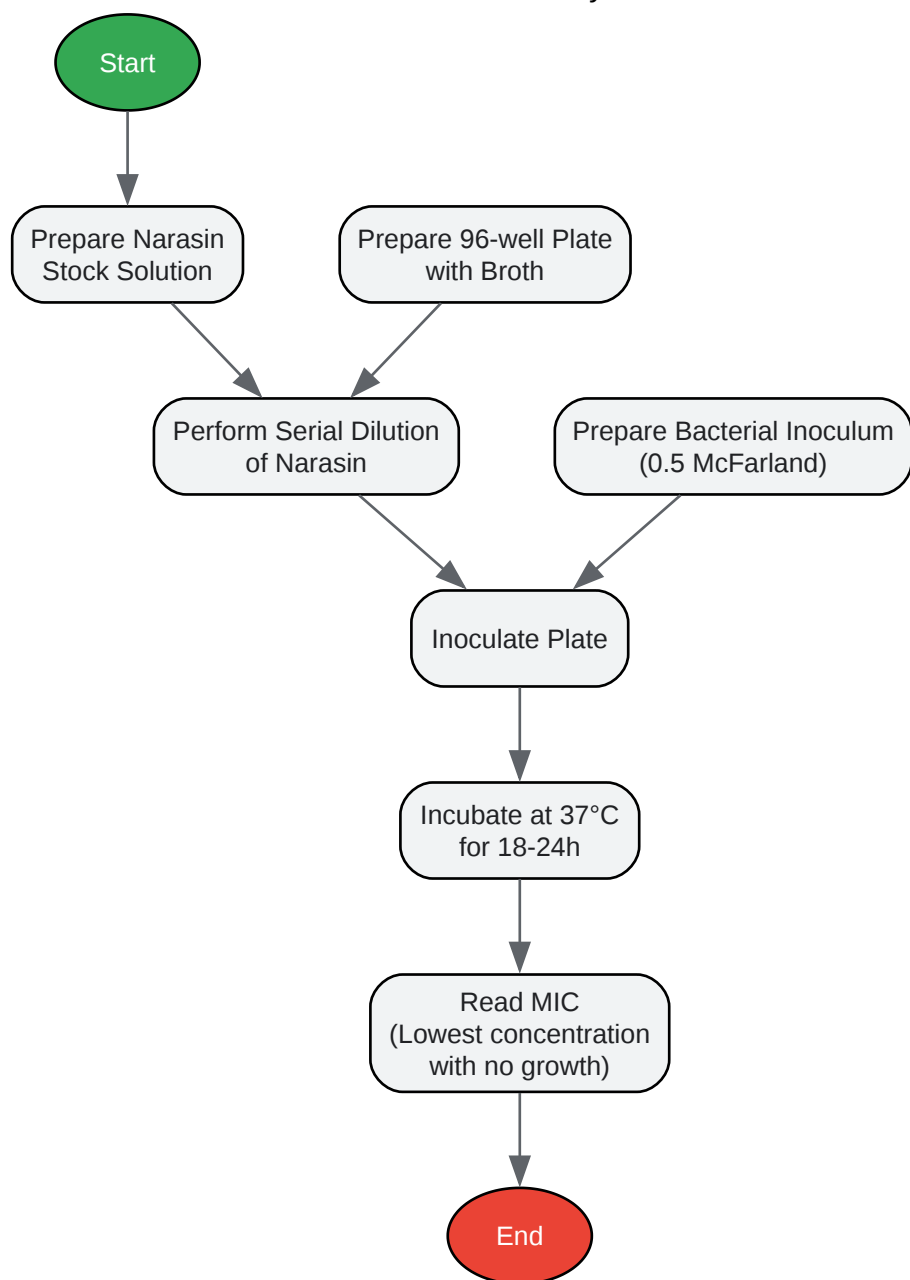 Start
Prepare Narasin
Stock Solution
Prepare 96-well Plate
with Broth
Perform Serial Dilution
of Narasin
Prepare Bacterial Inoculum
(0.5 McFarland)
Inoculate Plate
Incubate at 37°C
for 18-24h
Read MIC
(Lowest concentration
with no growth)
End